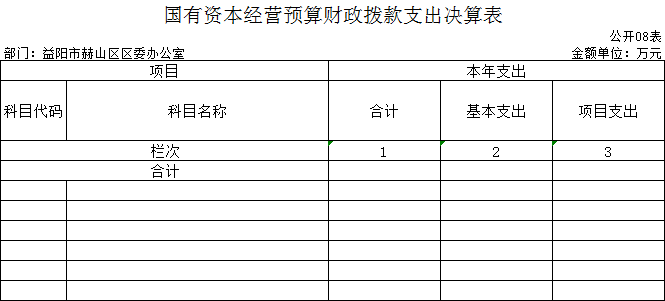 国有资本经营预算财政拨款支出决算表
公开08表
部门：益阳市赫山区区委办公室 金额单位：万元
项目 本年支出
科目代码 科目名称 合计 基本支出 项目支出
栏次 1 2 3
合计